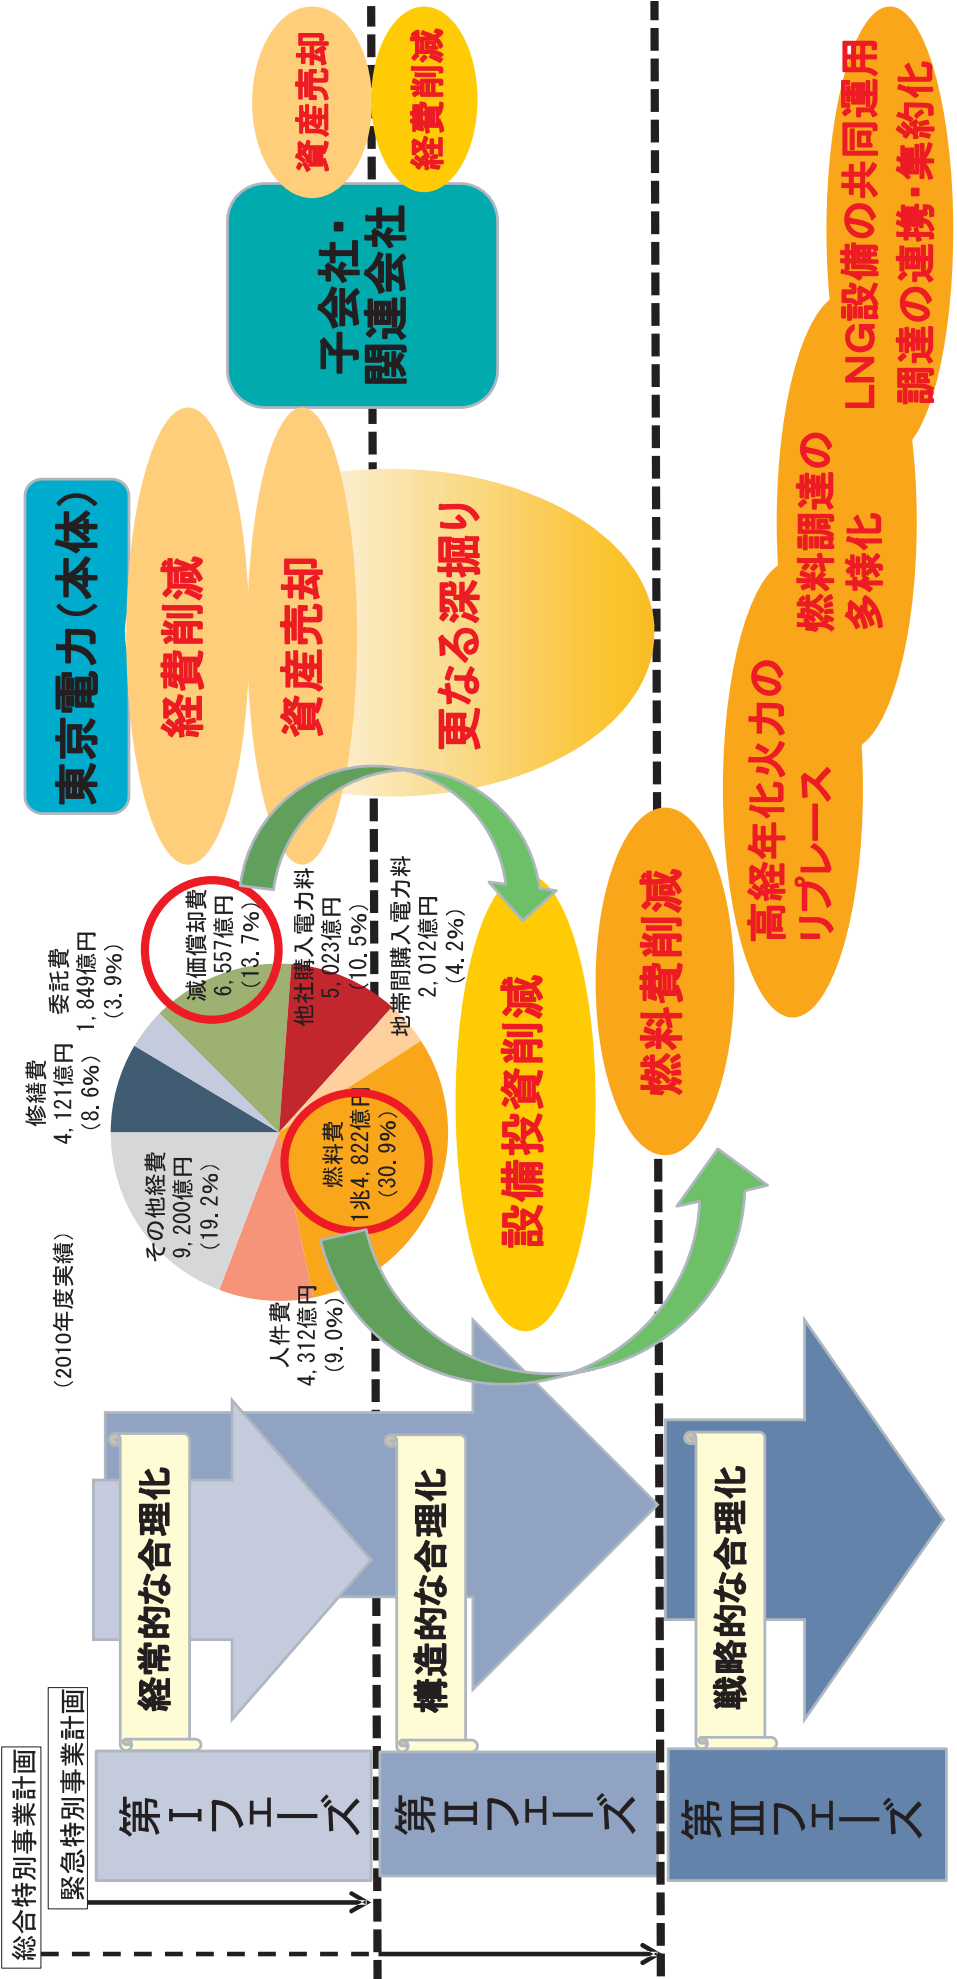 総合特別事業計画
緊急特別事業計画
第Ⅰフェーズ
第Ⅱフェーズ
第Ⅲフェーズ
経常的な合理化
構造的な合理化
戦略的な合理化
(2010年度実績)
修繕費
4,121億円
(8.6%)
委託費
1,849億円
(3.9%)
減価償却費
6,557億円
(13.7%)
他社購入電力料
5,023億円
(10.5%)
地帯間購入電力料
2,012億円
(4.2%)
燃料費
1兆4,822億円
(30.9%)
人件費
4,312億円
(9.0%)
その他経費
9,200億円
(19.2%)
東京電力(本体)
経費削減
資産売却
更なる深掘り
設備投資削減
燃料費削減
子会社・
関連会社
資産売却
経費削減
高経年化火力の
リプレース
燃料調達の
多様化
LNG設備の共同運用
調達の連携・集約化